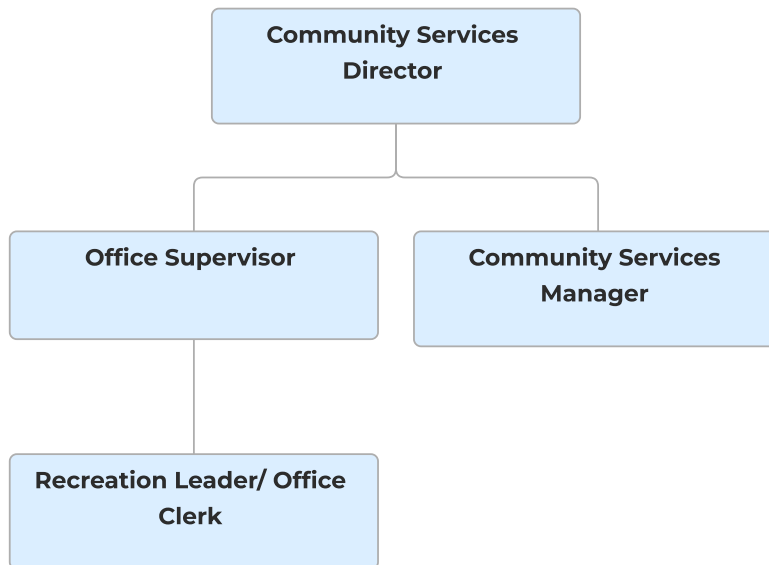 Community Services
Director
Office Supervisor
Community Services
Manager
Recreation Leader/ Office
Clerk